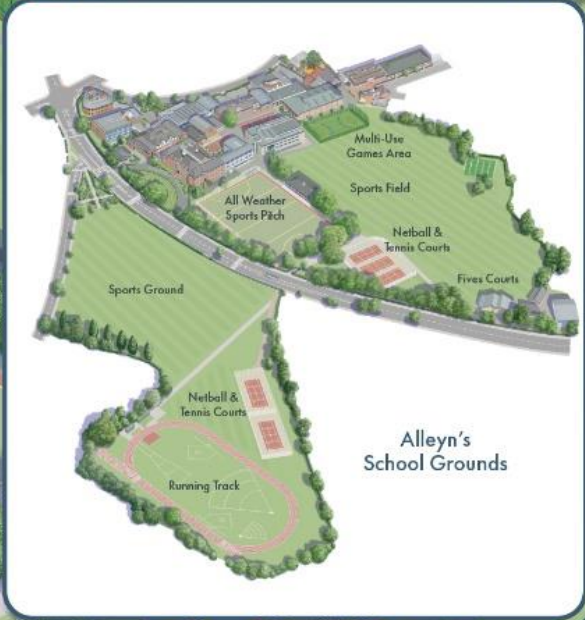 Multi-Use
Games Area
Sports Field
All Weather
Sports Pitch
Netball &
Tennis Courts
Fives Courts
Sports Ground
Netball &
Tennis Courts
Running Track
Alleyn's
School Grounds